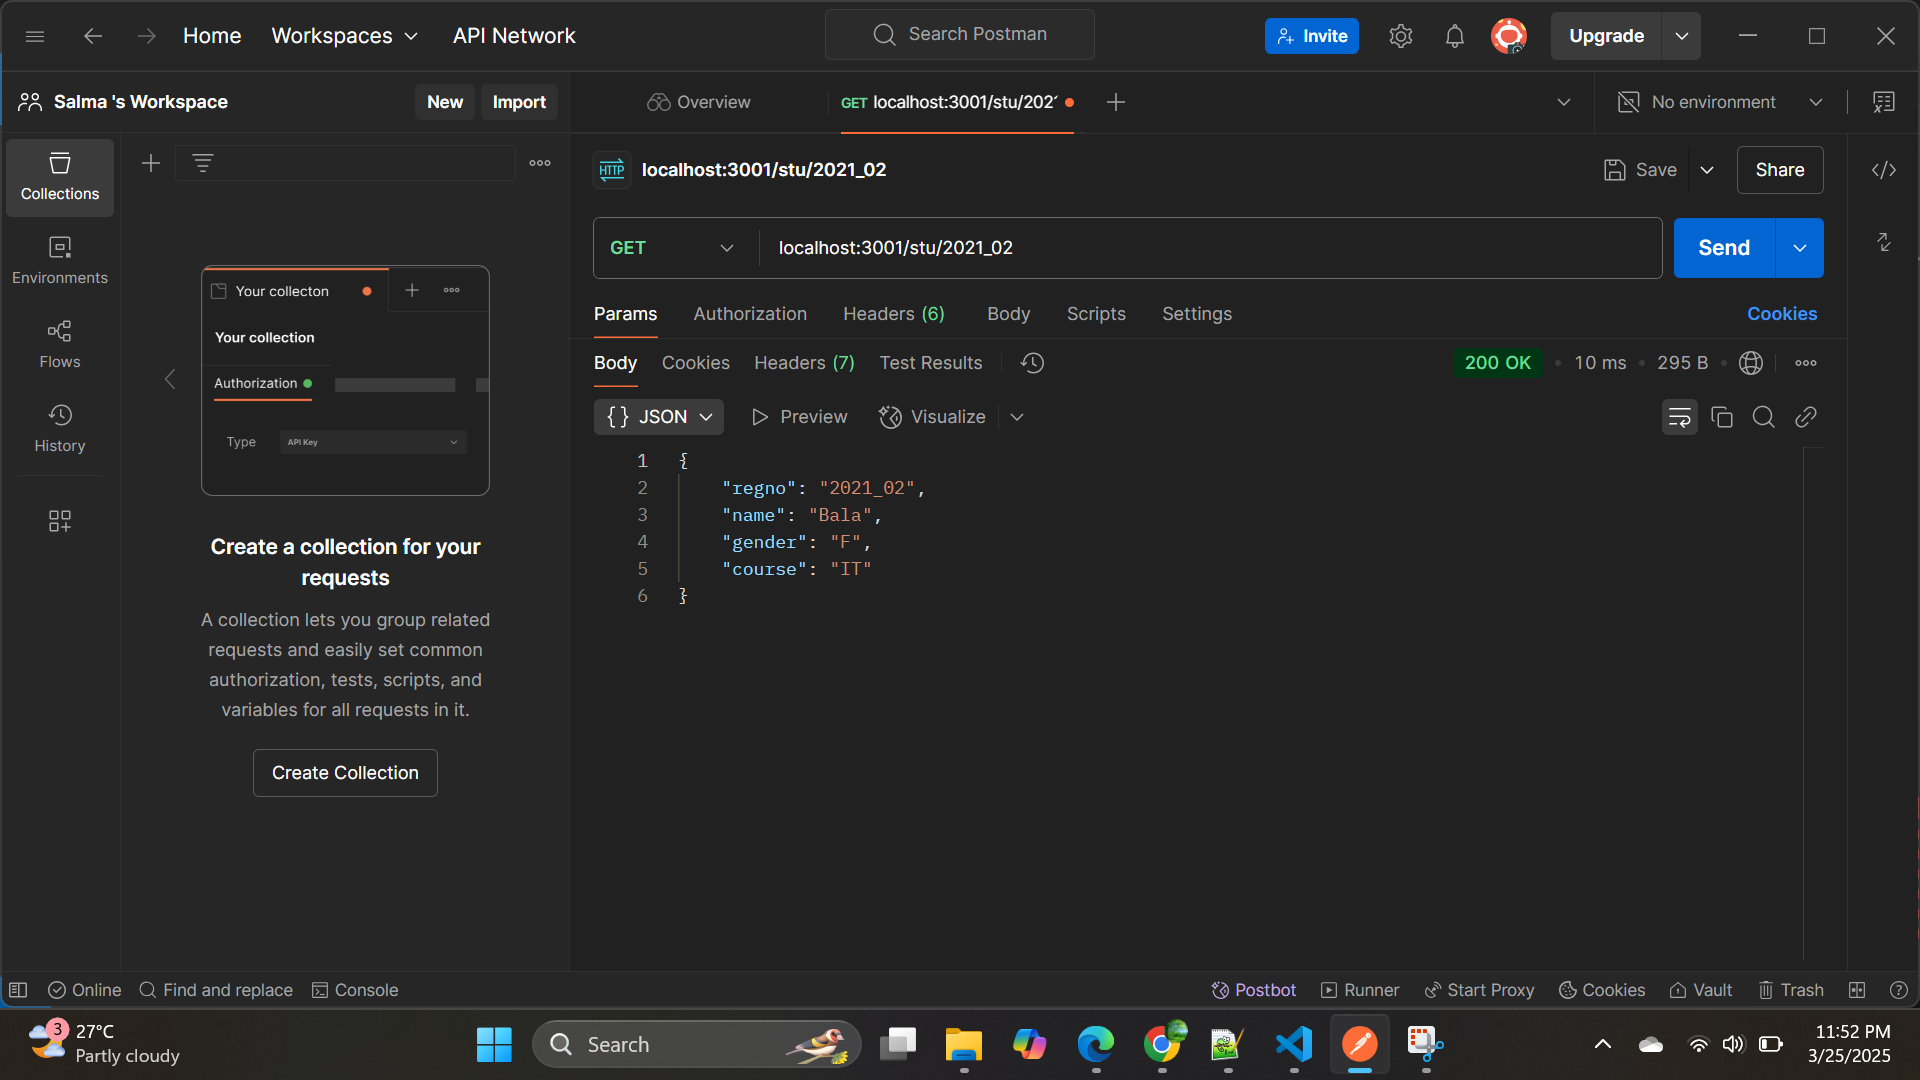 Home
Workspaces
API Network
Search Postman
Invite
Upgrade
Salma 's Workspace
New
Import
Overview
GET localhost:3001/stu/202
No environment
Collections
Environments
Flows
History
Your collecton
Your collection
Authorization
Type
API Key
Create a collection for your
requests
A collection lets you group related
requests and easily set common
authorization, tests, scripts, and
variables for all requests in it.
Create Collection
HTTP
localhost:3001/stu/2021_02
Save
Share
GET
localhost:3001/stu/2021_02
Send
Params
Authorization
Headers (6)
Body
Scripts
Settings
Cookies
Body
Cookies
Headers (7)
Test Results
200 OK
10 ms
295 B
{} JSON
Preview
Visualize
1 {
2 "regno": "2021_02",
3 "name": "Bala",
4 "gender": "F",
5 "course": "IT"
6 }
Online
Find and replace
Console
Postbot
Runner
Start Proxy
Cookies
Vault
Trash
3
27°C
Partly cloudy
Search
11:52 PM
3/25/2025